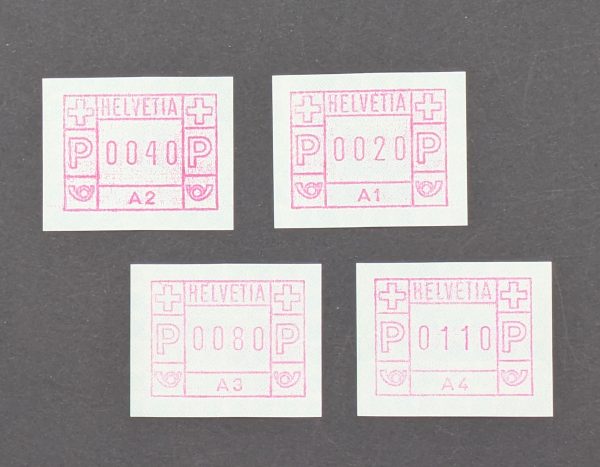 HELVETIA
P 0040 P
A2
HELVETIA
P 0020 P
A1
HELVETIA
P 0080 P
A3
HELVETIA
P 0110 P
A4